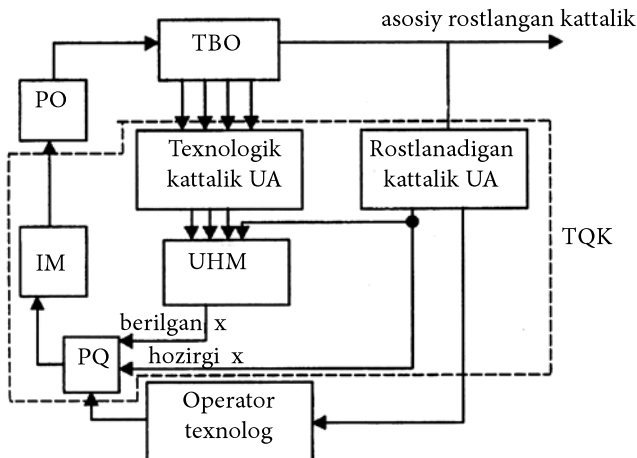 asosiy rostlangan kattalik
TBO
PO
Texnologik
kattalik UA
Rostlanadigan
kattalik UA
TQK
IM
UHM
berilgan x
PQ
hozirgi x
Operator
texnolog